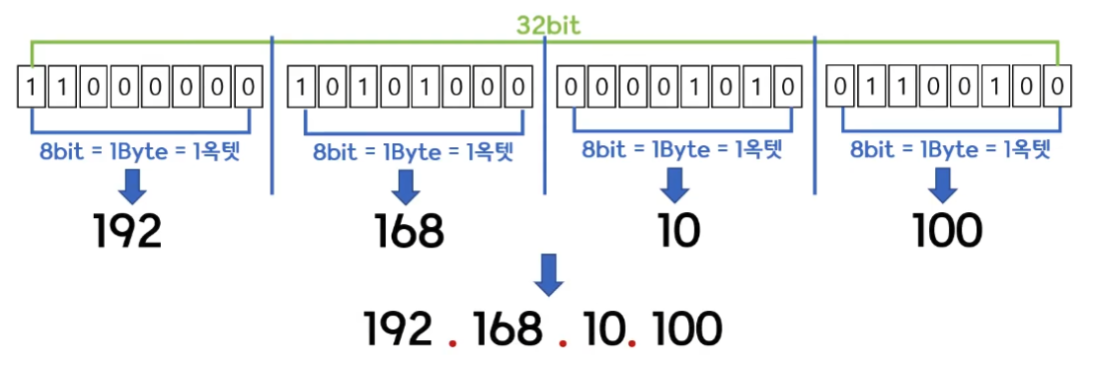 32bit
1 1 0 0 0 0 0 0 1 0 1 0 1 0 0 0 0 0 0 0 1 0 1 0 0 1 1 0 0 1 0 0
8bit = 1Byte = 1옥텟 8bit = 1Byte = 1옥텟 8bit = 1Byte = 1옥텟 8bit = 1Byte = 1옥텟
192 168 10 100
192 . 168 . 10. 100